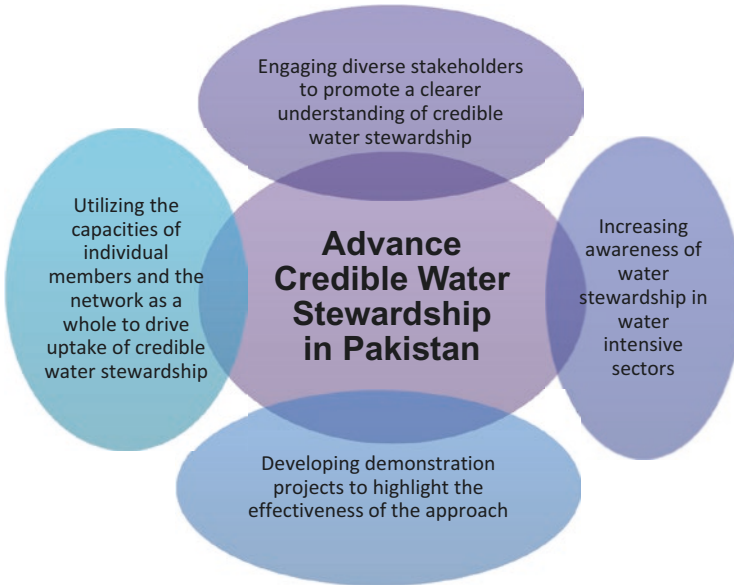 Engaging diverse stakeholders
to promote a clearer
understanding of credible
water stewardship
Utilizing the
capacities of
individual
members and the
network as a
whole to drive
uptake of credible
water stewardship
Advance
Credible Water
Stewardship
in Pakistan
Increasing
awareness of
water
stewardship in
water
intensive
sectors
Developing demonstration
projects to highlight the
effectiveness of the approach